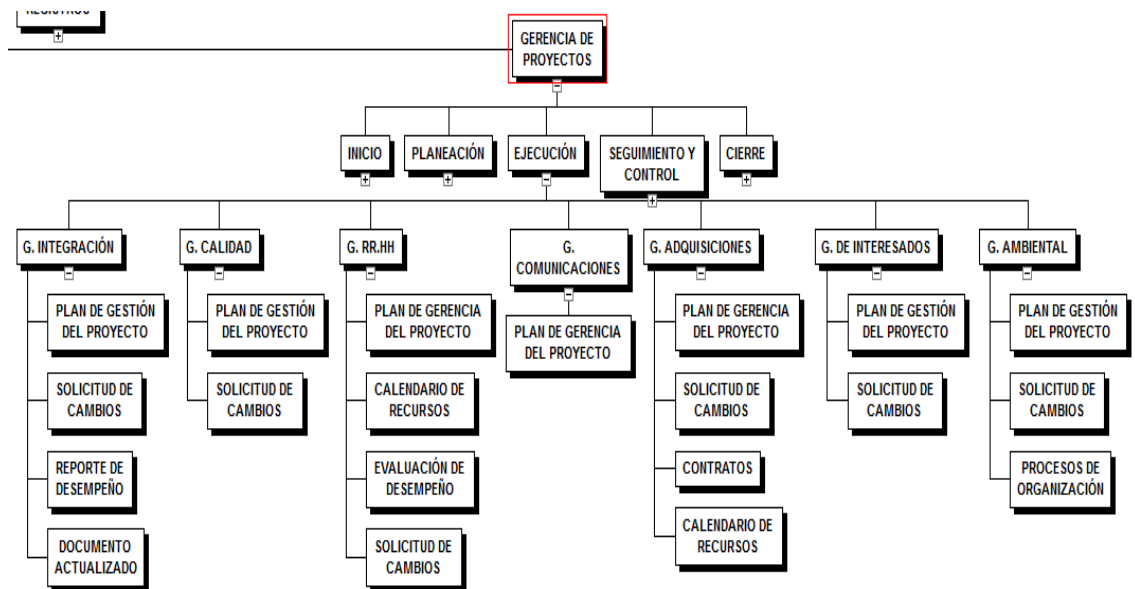 REGISTROS
GERENCIA DE
PROYECTOS
INICIO
PLANEACIÓN
EJECUCIÓN
SEGUIMIENTO Y
CONTROL
CIERRE
G. INTEGRACIÓN
PLAN DE GESTIÓN
DEL PROYECTO
SOLICITUD DE
CAMBIOS
REPORTE DE
DESEMPEÑO
DOCUMENTO
ACTUALIZADO
G. CALIDAD
PLAN DE GESTIÓN
DEL PROYECTO
SOLICITUD DE
CAMBIOS
G. RR.HH
PLAN DE GERENCIA
DEL PROYECTO
CALENDARIO DE
RECURSOS
EVALUACIÓN DE
DESEMPEÑO
SOLICITUD DE
CAMBIOS
G.
COMUNICACIONES
PLAN DE GERENCIA
DEL PROYECTO
G. ADQUISICIONES
PLAN DE GERENCIA
DEL PROYECTO
SOLICITUD DE
CAMBIOS
CONTRATOS
CALENDARIO DE
RECURSOS
G. DE INTERESADOS
PLAN DE GESTIÓN
DEL PROYECTO
SOLICITUD DE
CAMBIOS
G. AMBIENTAL
PLAN DE GESTIÓN
DEL PROYECTO
SOLICITUD DE
CAMBIOS
PROCESOS DE
ORGANIZACIÓN